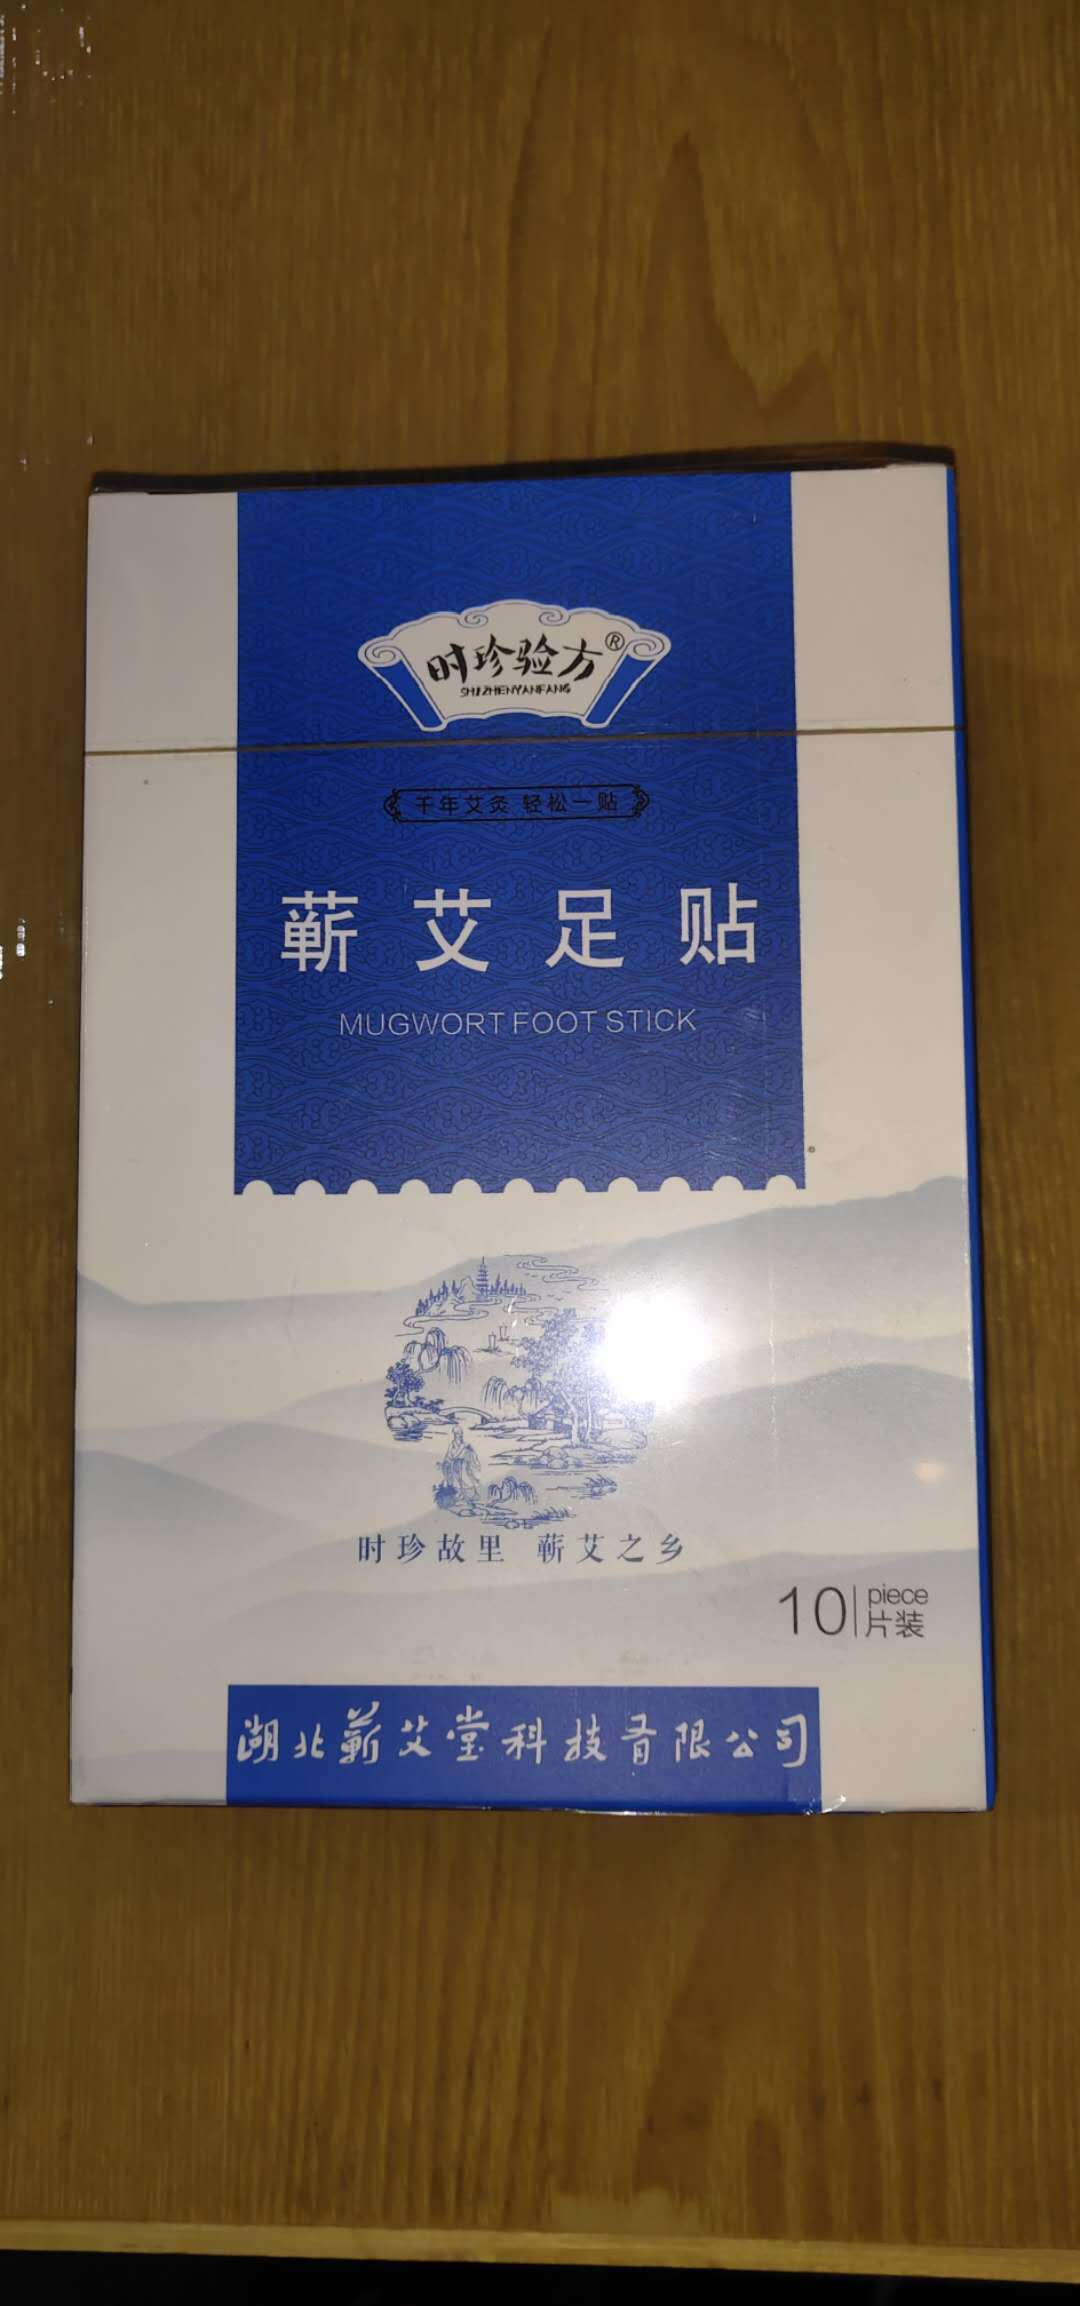 时珍验方®
SHIZHENYANFANG
千年艾灸 轻松一贴
蕲艾足贴
MUGWORT FOOT STICK
时珍故里 蕲艾之乡
10 piece
片装
湖北蕲艾堂科技有限公司